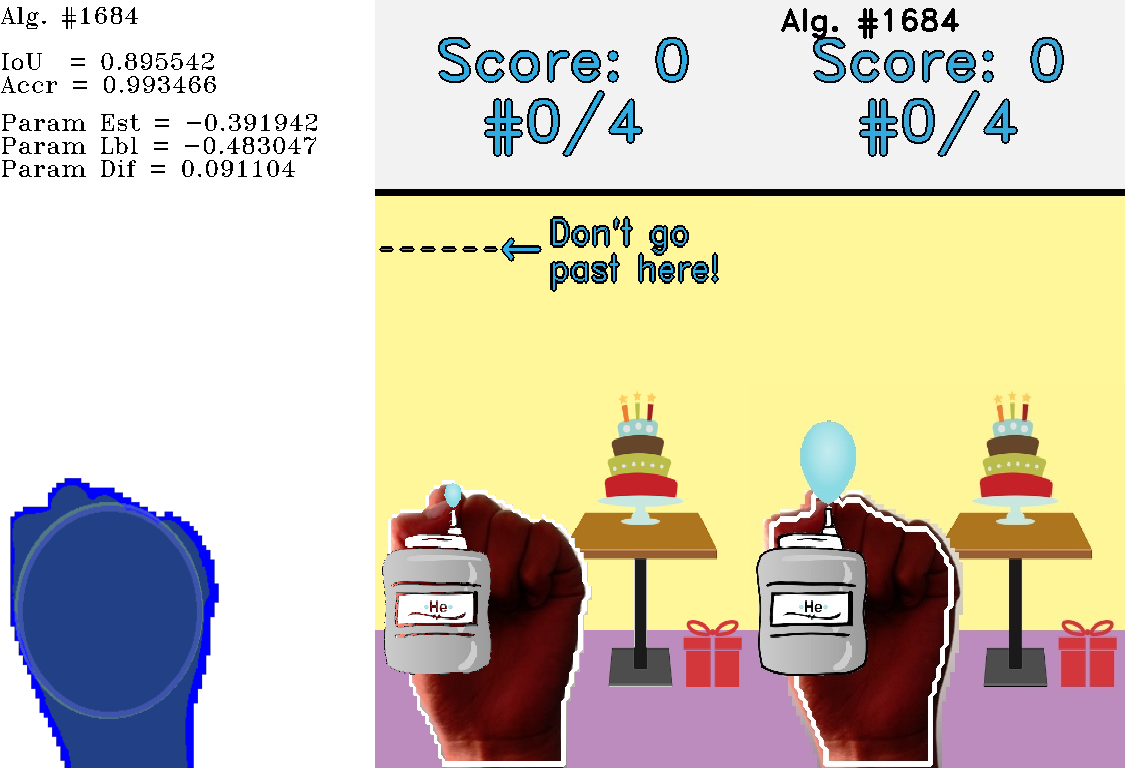 Alg. #1684
IoU = 0.895542
Accr = 0.993466
Param Est = -0.391942
Param Lbl = -0.483047
Param Dif = 0.091104
Score: 0
#0/4
Don't go
past here!
·He·
Alg. #1684
Score: 0
#0/4
·He·